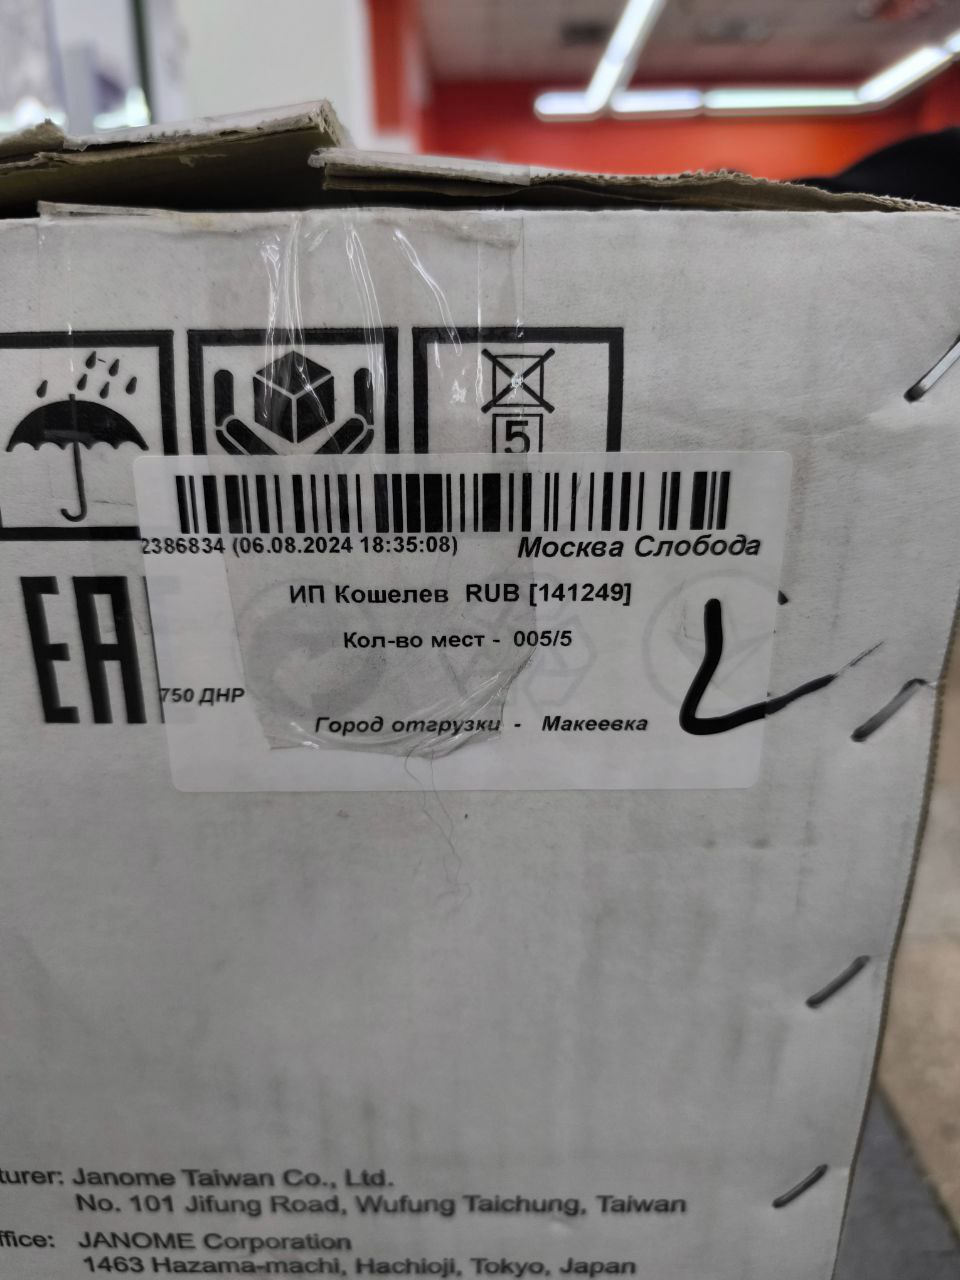 5
2386834 (06.08.2024 18:35:08) Москва Слобода
ИП Кошелев RUB [141249]
Кол-во мест - 005/5
EAC
750 ДНР
Город отгрузки - Макеевка
turer: Janome Taiwan Co., Ltd.
No. 101 Jifung Road, Wufung Taichung, Taiwan
ffice: JANOME Corporation
1463 Hazama-machi, Hachioji, Tokyo, Japan